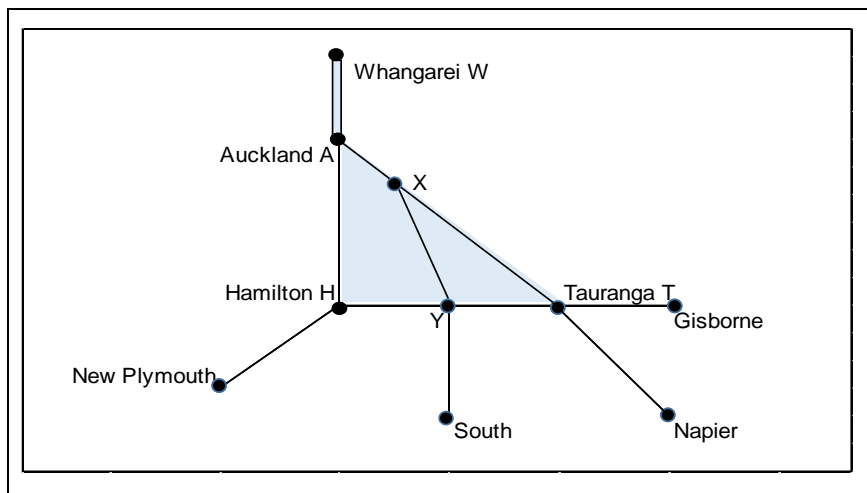 Whangarei W
Auckland A
X
Hamilton H
Tauranga T
Y
Gisborne
New Plymouth
South
Napier